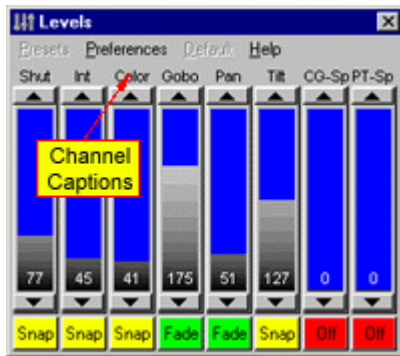 Levels
Presets Preferences Default Help
Shut Int Color Gobo Pan Tilt CG-Sp PT-Sp
Channel
Captions
77 45 41 175 51 127 0 0
Snap Snap Snap Fade Fade Snap Off Off